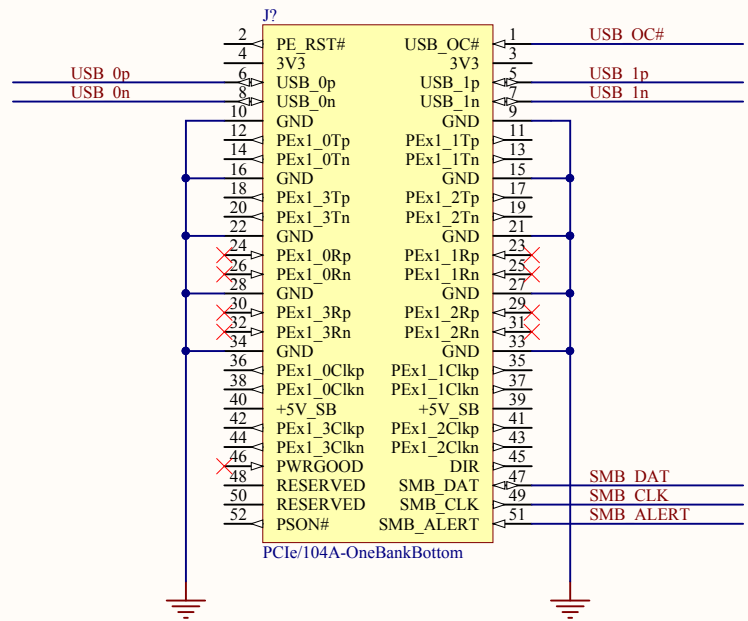 J?
2 PE_RST# USB_OC# 1 USB_OC#
4 3V3 3V3 3
USB_0p 6 USB_0p USB_1p 5 USB_1p
USB_0n 8 USB_0n USB_1n 7 USB_1n
10 GND GND 9
12 PEx1_0Tp PEx1_1Tp 11
14 PEx1_0Tn PEx1_1Tn 13
16 GND GND 15
18 PEx1_3Tp PEx1_2Tp 17
20 PEx1_3Tn PEx1_2Tn 19
22 GND GND 21
24 PEx1_0Rp PEx1_1Rp 23
26 PEx1_0Rn PEx1_1Rn 25
28 GND GND 27
30 PEx1_3Rp PEx1_2Rp 29
32 PEx1_3Rn PEx1_2Rn 31
34 GND GND 33
36 PEx1_0Clkp PEx1_1Clkp 35
38 PEx1_0Clkn PEx1_1Clkn 37
40 +5V_SB +5V_SB 39
42 PEx1_3Clkp PEx1_2Clkp 41
44 PEx1_3Clkn PEx1_2Clkn 43
46 PWRGOOD DIR 45
48 RESERVED SMB_DAT 47 SMB_DAT
50 RESERVED SMB_CLK 49 SMB_CLK
52 PSON# SMB_ALERT 51 SMB_ALERT
PCIe/104A-OneBankBottom